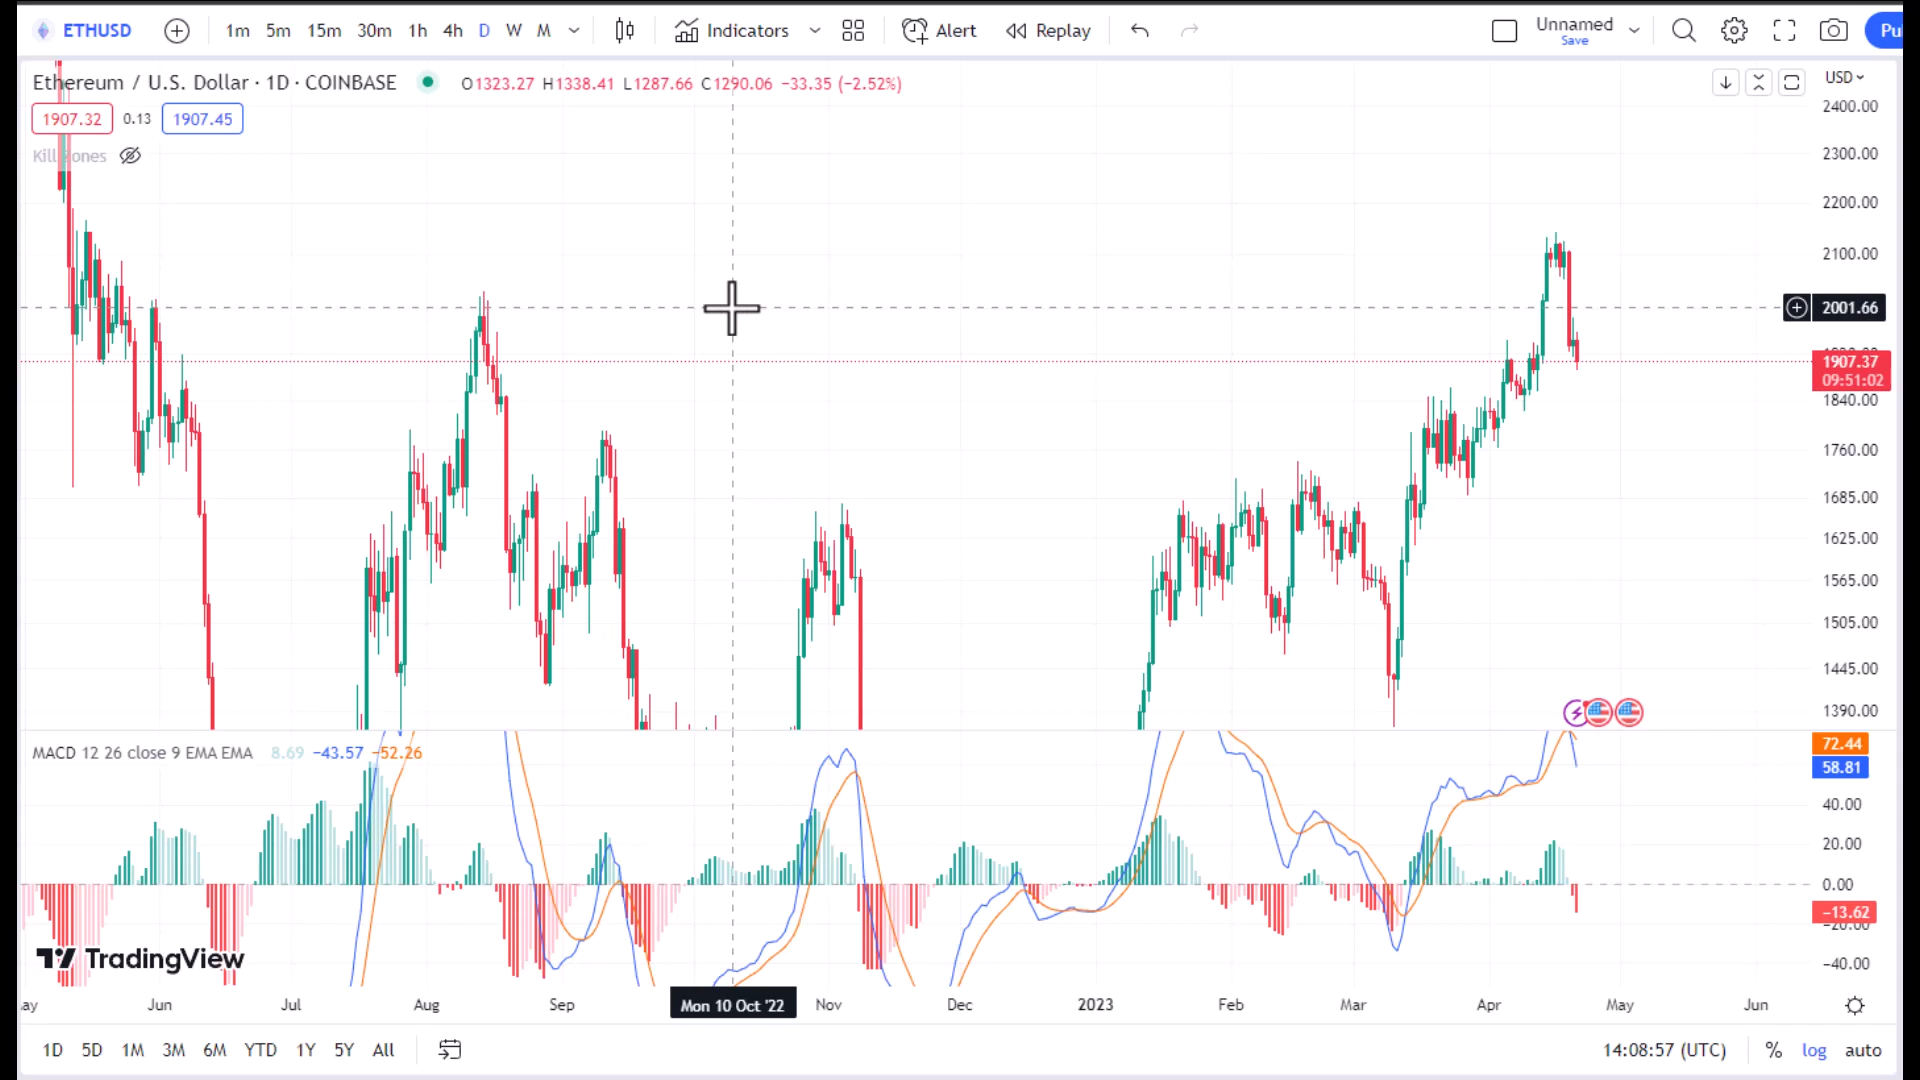 ETHUSD 1m 5m 15m 30m 1h 4h D W M Indicators Alert Replay Unnamed
Save
Ethereum / U.S. Dollar · 1D · COINBASE O1323.27 H1338.41 L1287.66 C1290.06 −33.35 (−2.52%) USD
1907.32 0.13 1907.45
2400.00
2300.00
2200.00
2100.00
2001.66
1907.37
09:51:02
1840.00
1760.00
1685.00
1625.00
1565.00
1505.00
1445.00
1390.00
MACD 12 26 close 9 EMA EMA 8.69 −43.57 −52.26
72.44
58.81
40.00
20.00
0.00
−13.62
−20.00
−40.00
TradingView
Jun Jul Aug Sep Mon 10 Oct '22 Nov Dec 2023 Feb Mar Apr May Jun
1D 5D 1M 3M 6M YTD 1Y 5Y All 14:08:57 (UTC) % log auto